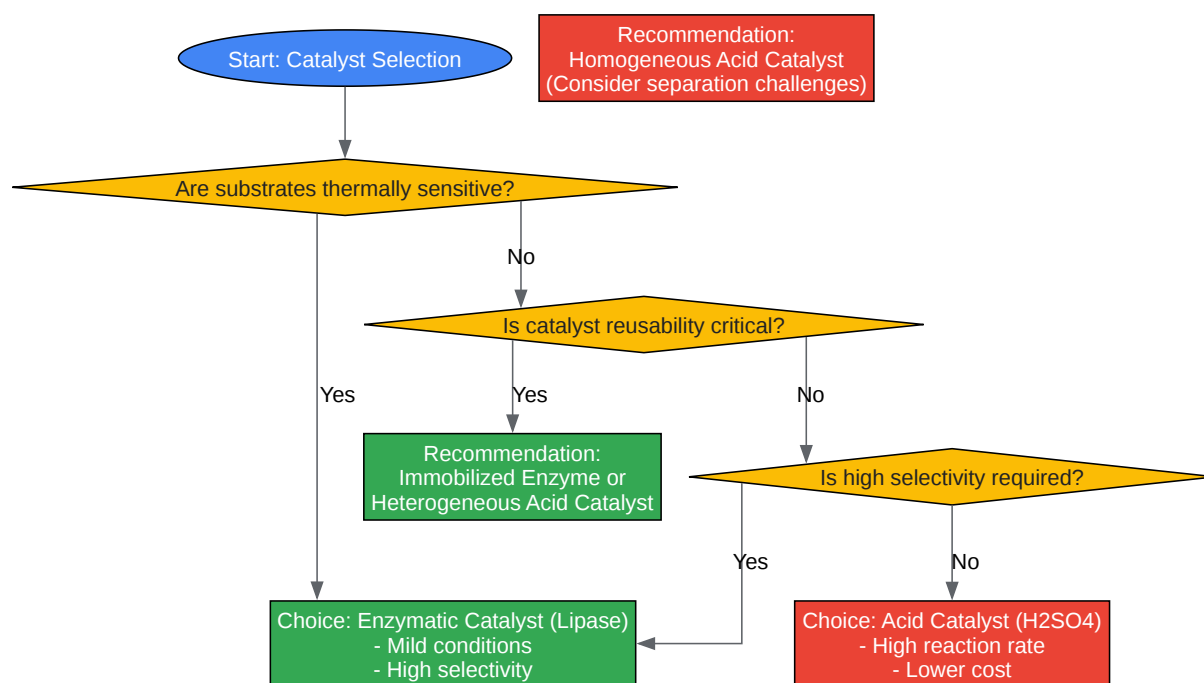 Start: Catalyst Selection
Recommendation:
Homogeneous Acid Catalyst
(Consider separation challenges)
Are substrates thermally sensitive?
No
Is catalyst reusability critical?
Yes
Yes
No
Recommendation:
Immobilized Enzyme or
Heterogeneous Acid Catalyst
Is high selectivity required?
Yes
No
Choice: Enzymatic Catalyst (Lipase)
- Mild conditions
- High selectivity
Choice: Acid Catalyst (H2SO4)
- High reaction rate
- Lower cost